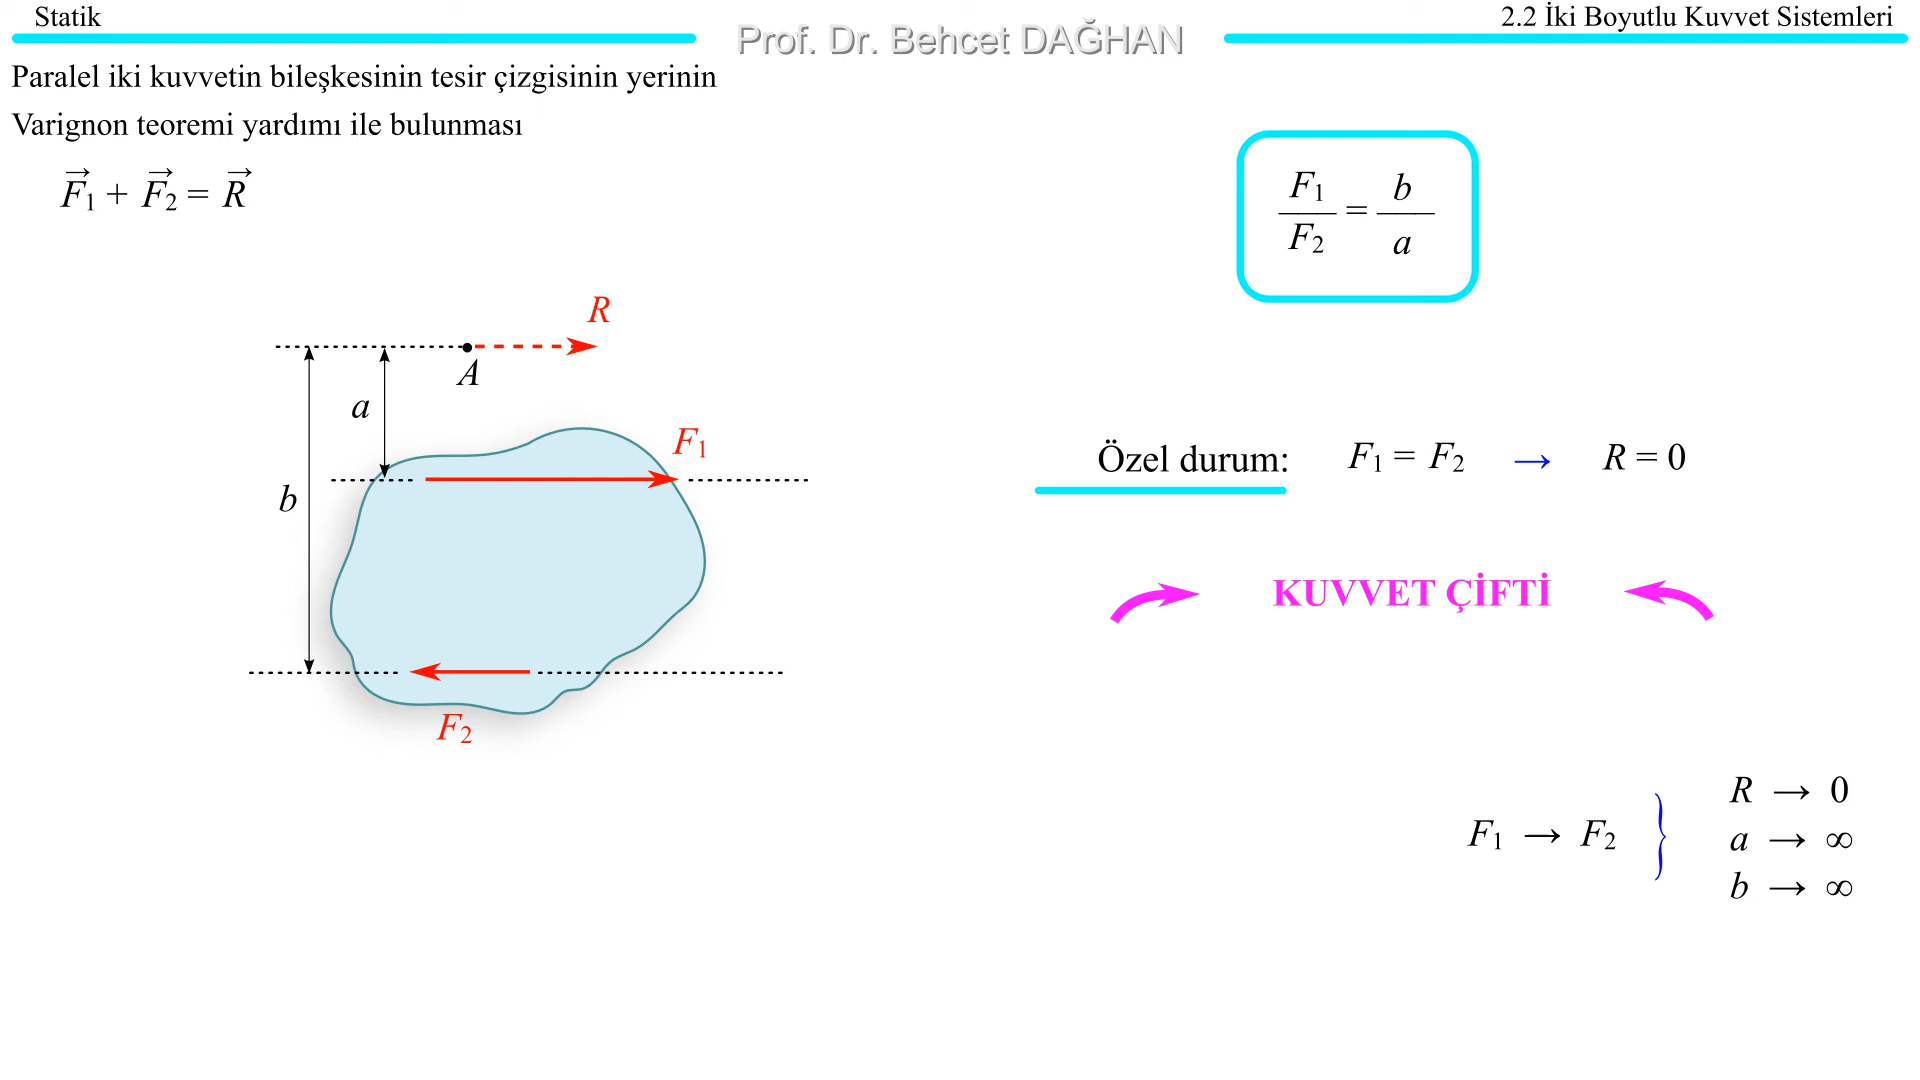 Statik
Prof. Dr. Behcet DAĞHAN
2.2 İki Boyutlu Kuvvet Sistemleri
Paralel iki kuvvetin bileşkesinin tesir çizgisinin yerinin
Varignon teoremi yardımı ile bulunması
F⃗1 + F⃗2 = R⃗
F1 / F2 = b / a
R
A
a
F1
b
F2
Özel durum: F1 = F2 → R = 0
KUVVET ÇİFTİ
F1 → F2 }
R → 0
a → ∞
b → ∞